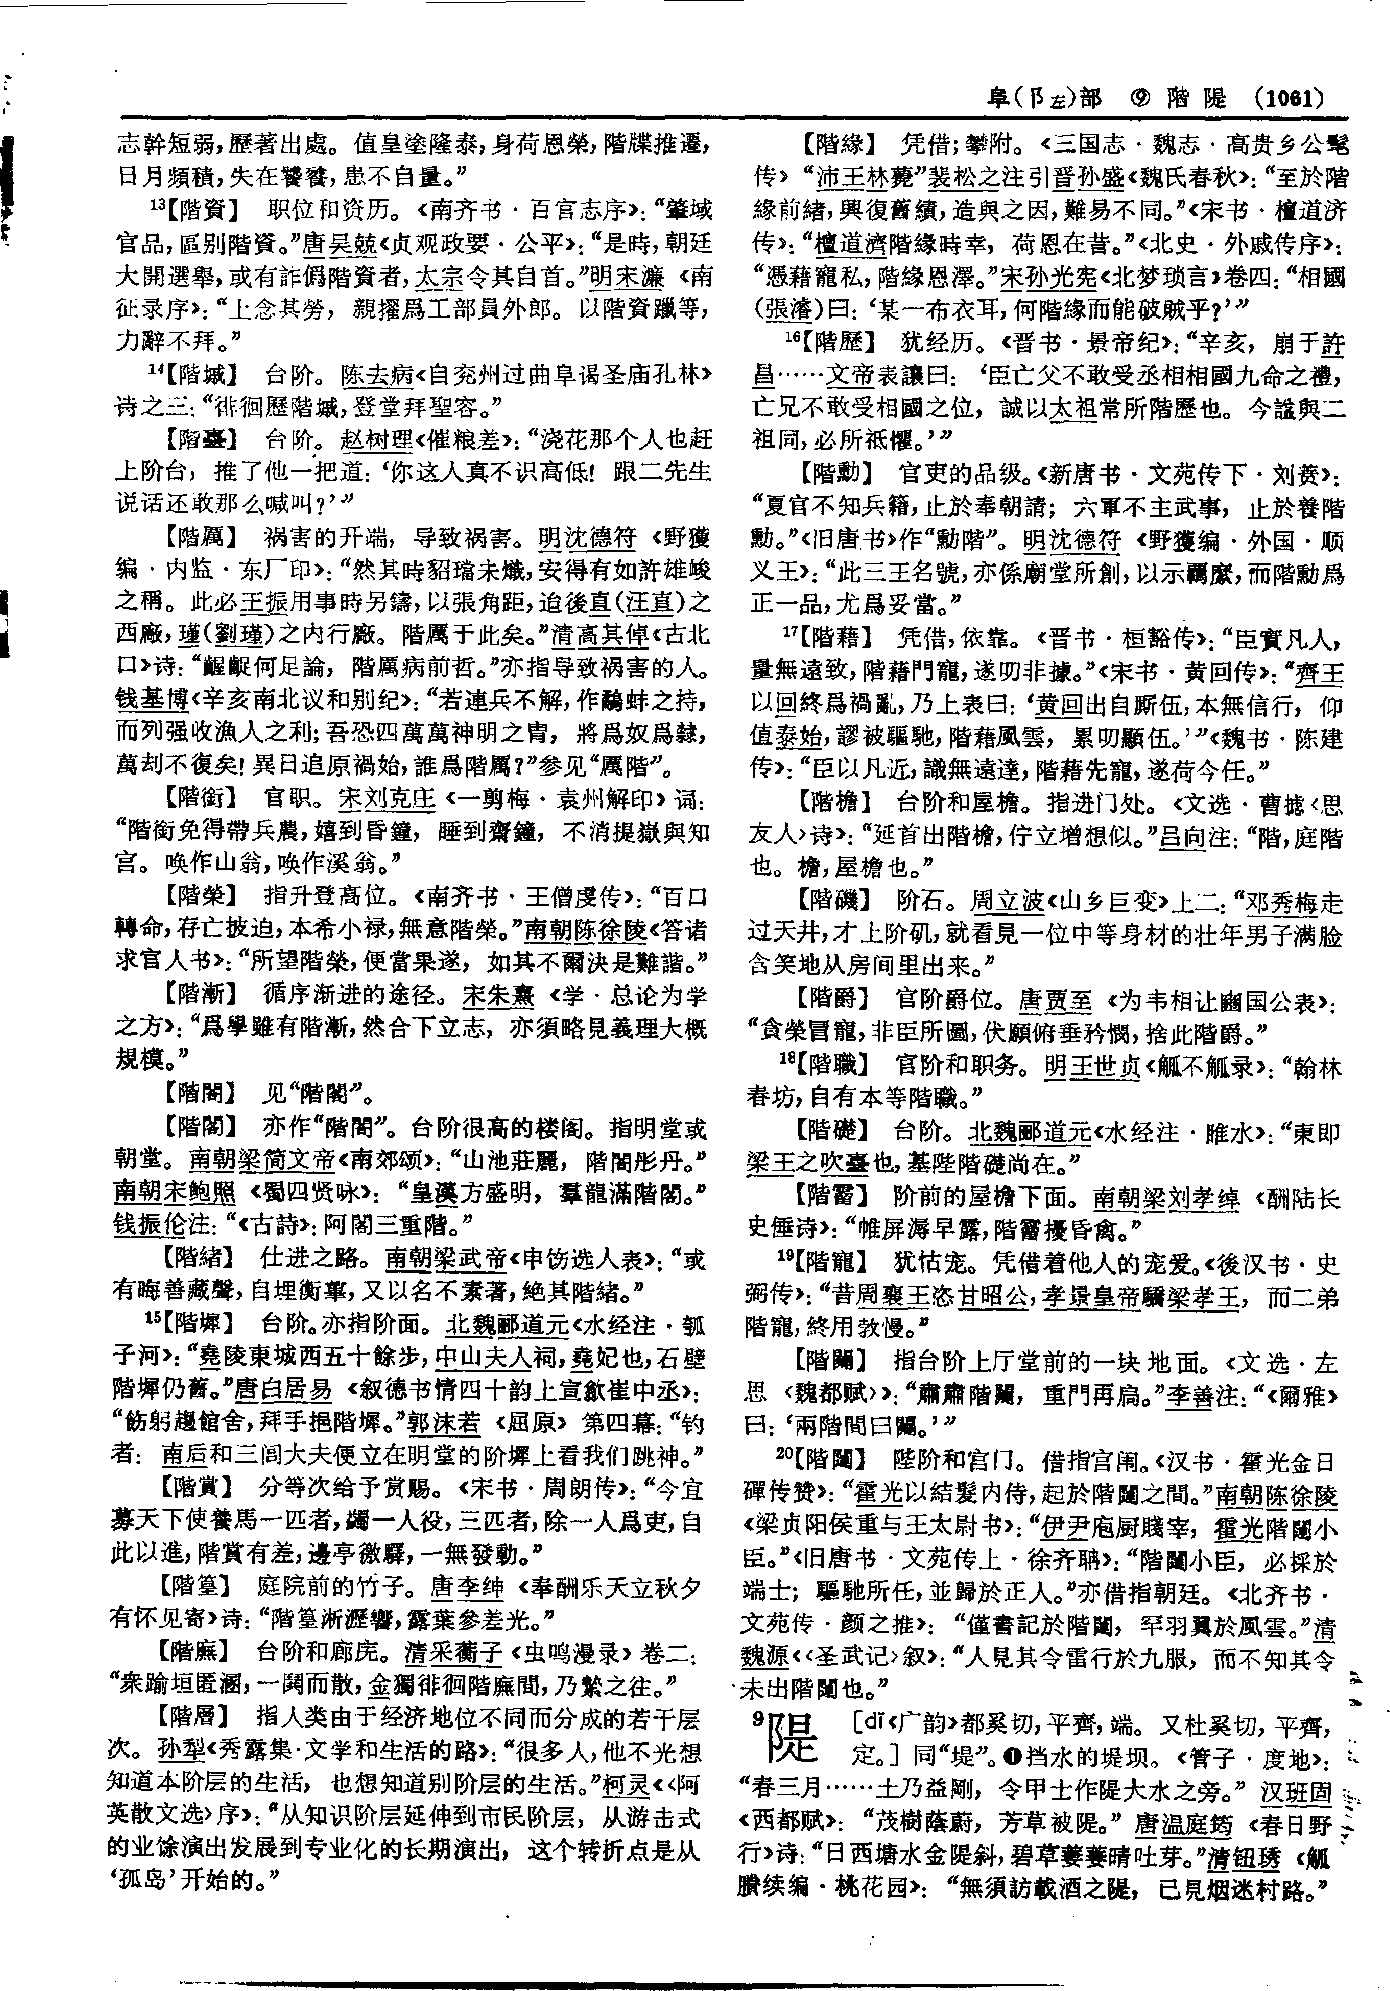 阜(阝左)部 ⑨ 階 隄 (1061)
志幹短弱，歷著出處。值皇塗隆泰，身荷恩榮，階牒推遷，
日月頻積，失在饕餮，患不自量。”
13【階資】 职位和资历。《南齐书·百官志序》：“肇域
官品，區别階資。”唐吴兢《贞观政要·公平》：“是時，朝廷
大開選舉，或有詐僞階資者，太宗令其自首。”明宋濂《南
征录序》：“上念其勞，親擢爲工部員外郎。以階資躐等，
力辭不拜。”
14【階墄】 台阶。陈去病《自兖州过曲阜谒圣庙孔林》
诗之三：“徘徊歷階墄，登堂拜聖容。”
【階臺】 台阶。赵树理《催粮差》：“浇花那个人也赶
上阶台，推了他一把道：‘你这人真不识高低！跟二先生
说话还敢那么喊叫？’”
【階厲】 祸害的开端，导致祸害。明沈德符《野獲
编·内监·东厂印》：“然其時貂璫未熾，安得有如許雄峻
之稱。此必王振用事時另鑄，以張角距，迨後直(汪直)之
西廠，瑾(劉瑾)之内行廠。階厲于此矣。”清高其倬《古北
口》诗：“齷齪何足論，階厲病前哲。”亦指导致祸害的人。
钱基博《辛亥南北议和别纪》：“若連兵不解，作鷸蚌之持，
而列强收漁人之利；吾恐四萬萬神明之胄，將爲奴爲隸，
萬刦不復矣！異日追原禍始，誰爲階厲？”参见“厲階”。
【階銜】 官职。宋刘克庄《一剪梅·袁州解印》词：
“階銜免得帶兵農，嬉到昏鐘，睡到齋鐘，不消提嶽與知
宫。唤作山翁，唤作溪翁。”
【階榮】 指升登高位。《南齐书·王僧虔传》：“百口
轉命，存亡披迫，本希小禄，無意階榮。”南朝陈徐陵《答诸
求官人书》：“所望階榮，便當果遂，如其不爾決是難諧。”
【階漸】 循序渐进的途径。宋朱熹《学·总论为学
之方》：“爲學雖有階漸，然合下立志，亦須略見義理大概
規模。”
【階閤】 见“階閣”。
【階閣】 亦作“階閤”。台阶很高的楼阁。指明堂或
朝堂。南朝梁简文帝《南郊颂》：“山池莊麗，階閤彤丹。”
南朝宋鲍照《蜀四贤咏》：“皇漢方盛明，羣龍滿階閣。”
钱振伦注：“《古詩》：阿閣三重階。”
【階緒】 仕进之路。南朝梁武帝《申饬选人表》：“或
有晦善藏聲，自埋衡蓽，又以名不素著，絶其階緒。”
15【階墀】 台阶。亦指阶面。北魏郦道元《水经注·瓠
子河》：“堯陵東城西五十餘步，中山夫人祠，堯妃也，石壁
階墀仍舊。”唐白居易《叙德书情四十韵上宣歙崔中丞》：
“飭躬趨館舍，拜手挹階墀。”郭沫若《屈原》第四幕：“钓
者：南后和三闾大夫便立在明堂的阶墀上看我们跳神。”
【階賞】 分等次给予赏赐。《宋书·周朗传》：“今宜
募天下使養馬一匹者，蠲一人役，三匹者，除一人爲吏，自
此以進，階賞有差，邊亭徼驛，一無發動。”
【階篁】 庭院前的竹子。唐李绅《奉酬乐天立秋夕
有怀见寄》诗：“階篁淅瀝響，露葉參差光。”
【階廡】 台阶和廊庑。清采蘅子《虫鸣漫录》卷二：
“衆踰垣匿溷，一鬨而散，金獨徘徊階廡間，乃縶之往。”
【階層】 指人类由于经济地位不同而分成的若干层
次。孙犁《秀露集·文学和生活的路》：“很多人，他不光想
知道本阶层的生活，也想知道别阶层的生活。”柯灵《〈阿
英散文选〉序》：“从知识阶层延伸到市民阶层，从游击式
的业馀演出发展到专业化的长期演出，这个转折点是从
‘孤岛’开始的。”
【階緣】 凭借；攀附。《三国志·魏志·高贵乡公髦
传》“沛王林薨”裴松之注引晋孙盛《魏氏春秋》：“至於階
緣前緒，興復舊績，造與之因，難易不同。”《宋书·檀道济
传》：“檀道濟階緣時幸，荷恩在昔。”《北史·外戚传序》：
“憑藉寵私，階緣恩澤。”宋孙光宪《北梦琐言》卷四：“相國
(張濬)曰：‘某一布衣耳，何階緣而能破贼乎？’”
16【階歷】 犹经历。《晋书·景帝纪》：“辛亥，崩于許
昌……文帝表讓曰：‘臣亡父不敢受丞相相國九命之禮，
亡兄不敢受相國之位，誠以太祖常所階歷也。今諡與二
祖同，必所祗懼。’”
【階勳】 官吏的品级。《新唐书·文苑传下·刘蕡》：
“夏官不知兵籍，止於奉朝請；六軍不主武事，止於養階
勳。”《旧唐书》作“勳階”。明沈德符《野獲编·外国·顺
义王》：“此三王名號，亦係廟堂所創，以示羈縻，而階勳爲
正一品，尤爲妥當。”
17【階藉】 凭借，依靠。《晋书·桓豁传》：“臣實凡人，
量無遠致，階藉門寵，遂叨非據。”《宋书·黄回传》：“齊王
以回終爲禍亂，乃上表曰：‘黄回出自厮伍，本無信行，仰
值泰始，謬被驅馳，階藉風雲，累叨顯伍。’”《魏书·陈建
传》：“臣以凡近，識無遠達，階藉先寵，遂荷今任。”
【階檐】 台阶和屋檐。指进门处。《文选·曹摅〈思
友人〉诗》：“延首出階檐，佇立增想似。”吕向注：“階，庭階
也。檐，屋檐也。”
【階磯】 阶石。周立波《山乡巨变》上二：“邓秀梅走
过天井，才上阶矶，就看見一位中等身材的壮年男子满脸
含笑地从房间里出来。”
【階爵】 官阶爵位。唐贾至《为韦相让豳国公表》：
“貪榮冒寵，非臣所圖，伏願俯垂矜憫，捨此階爵。”
18【階職】 官阶和职务。明王世贞《觚不觚录》：“翰林
春坊，自有本等階職。”
【階礎】 台阶。北魏郦道元《水经注·睢水》：“東即
梁王之吹臺也，基陛階礎尚在。”
【階霤】 阶前的屋檐下面。南朝梁刘孝绰《酬陆长
史倕诗》：“帷屏溽早露，階霤擾昏禽。”
19【階寵】 犹怙宠。凭借着他人的宠爱。《後汉书·史
弼传》：“昔周襄王恣甘昭公，孝景皇帝驕梁孝王，而二弟
階寵，終用勃慢。”
【階䦟】 指台阶上厅堂前的一块地面。《文选·左
思〈魏都赋〉》：“肅肅階䦟，重門再扃。”李善注：“《爾雅》
曰：‘兩階間曰䦟。’”
20【階闥】 陛阶和宫门。借指宫闱。《汉书·霍光金日
磾传赞》：“霍光以結髮内侍，起於階闥之間。”南朝陈徐陵
《梁贞阳侯重与王太尉书》：“伊尹庖厨賤宰，霍光階闥小
臣。”《旧唐书·文苑传上·徐齐聃》：“階闥小臣，必採於
端士；驅馳所任，並歸於正人。”亦借指朝廷。《北齐书·
文苑传·颜之推》：“僅書記於階闥，罕羽翼於風雲。”清
魏源《〈圣武记〉叙》：“人見其令雷行於九服，而不知其令
未出階闥也。”
9隄 [dī《广韵》都奚切，平齊，端。又杜奚切，平齊，
定。] 同“堤”。❶挡水的堤坝。《管子·度地》：
“春三月……土乃益剛，令甲士作隄大水之旁。”汉班固
《西都赋》：“茂樹蔭蔚，芳草被隄。”唐温庭筠《春日野
行》诗：“日西塘水金隄斜，碧草萋萋晴吐芽。”清钮琇《觚
賸续编·桃花园》：“無須訪載酒之隄，已見烟迷村路。”